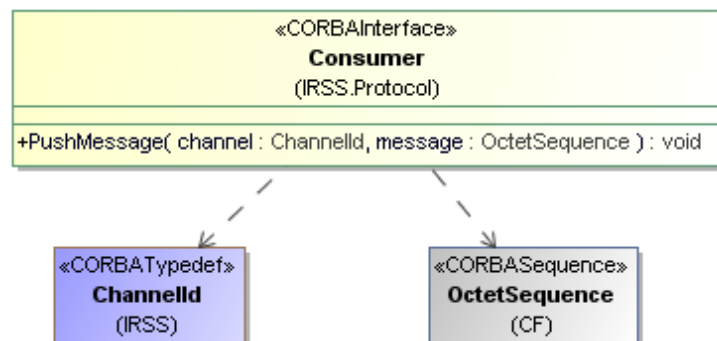 «CORBAInterface»
Consumer
(IRSS.Protocol)
+PushMessage( channel : ChannelId, message : OctetSequence ) : void
«CORBATypedef»
ChannelId
(IRSS)
«CORBASequence»
OctetSequence
(CF)